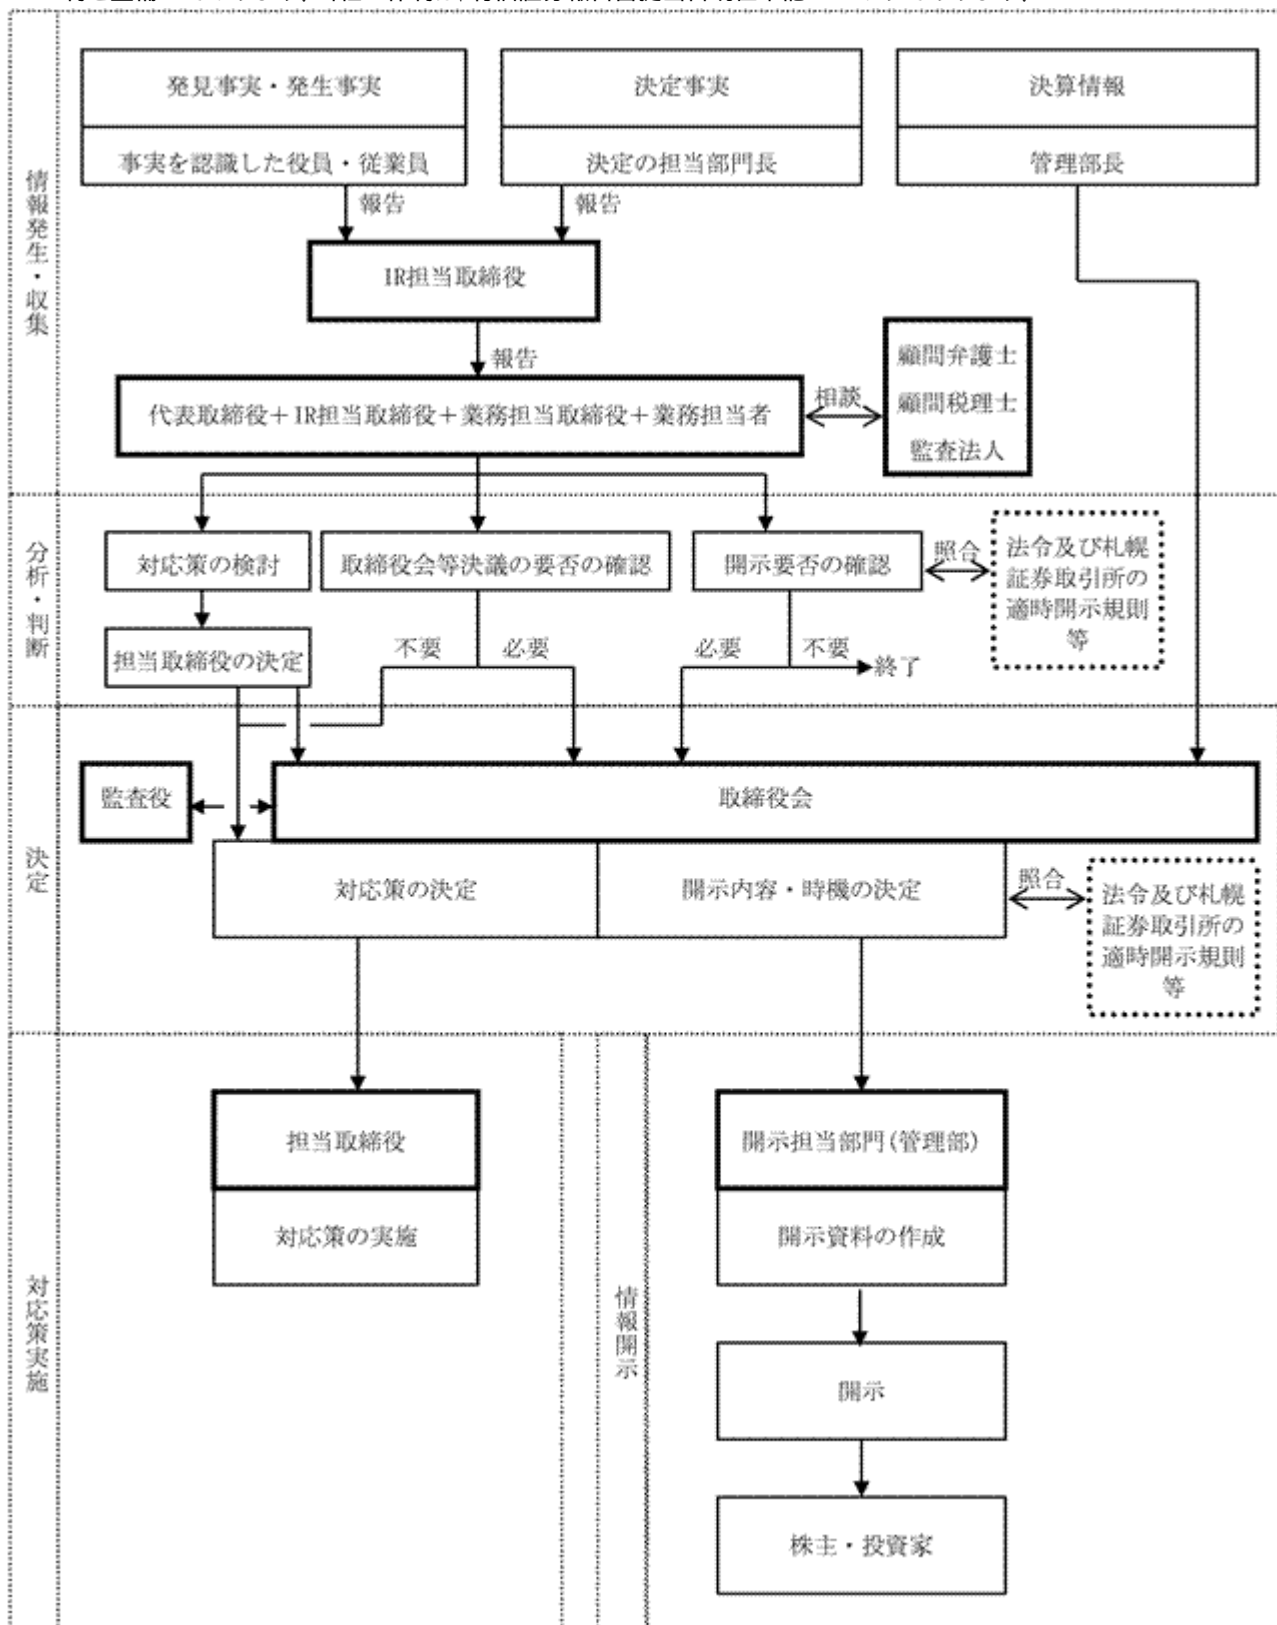 発見事実・発生事実
事実を認識した役員・従業員
決定事実
決定の担当部門長
決算情報
管理部長
情報発生・収集
報告
報告
IR担当取締役
報告
代表取締役＋IR担当取締役＋業務担当取締役＋業務担当者
相談
顧問弁護士
顧問税理士
監査法人
分析・判断
対応策の検討
取締役会等決議の要否の確認
開示要否の確認
照合
法令及び札幌
証券取引所の
適時開示規則
等
担当取締役の決定
不要
必要
必要
不要
終了
決定
監査役
取締役会
対応策の決定
開示内容・時機の決定
照合
法令及び札幌
証券取引所の
適時開示規則
等
対応策実施
担当取締役
対応策の実施
情報開示
開示担当部門(管理部)
開示資料の作成
開示
株主・投資家